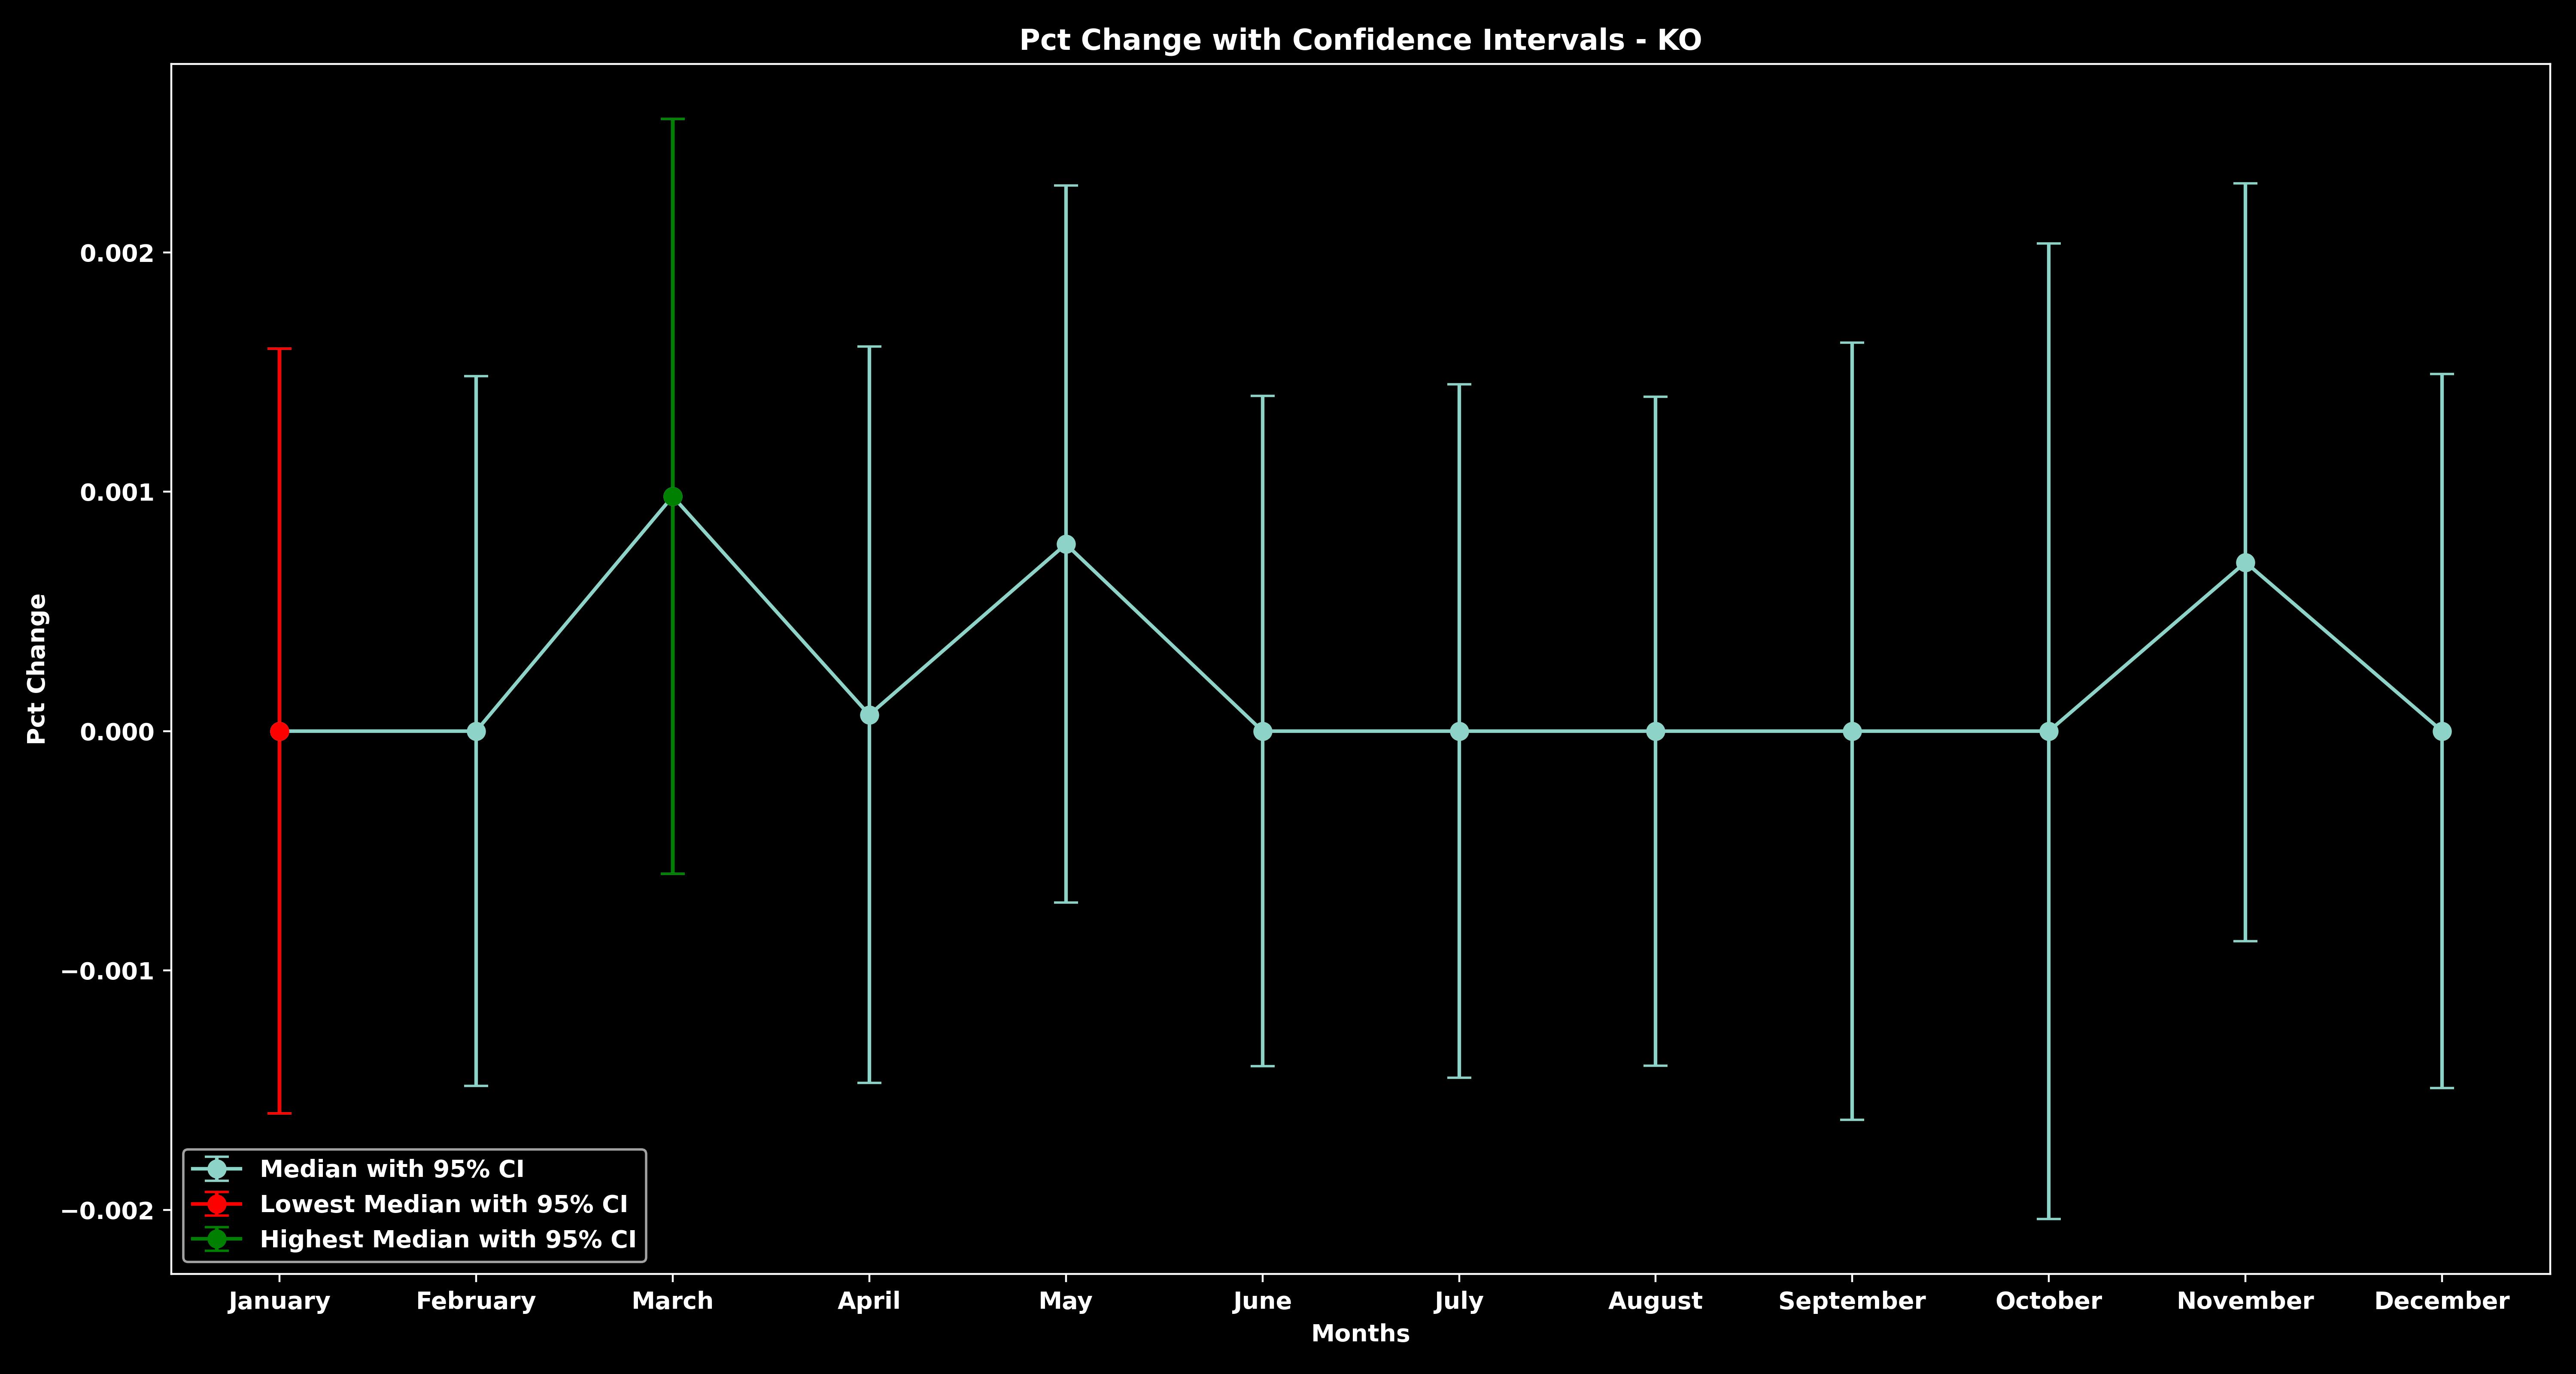 Pct Change with Confidence Intervals - KO
Pct Change
0.002
0.001
0.000
−0.001
−0.002
Median with 95% CI
Lowest Median with 95% CI
Highest Median with 95% CI
January February March April May June July August September October November December
Months